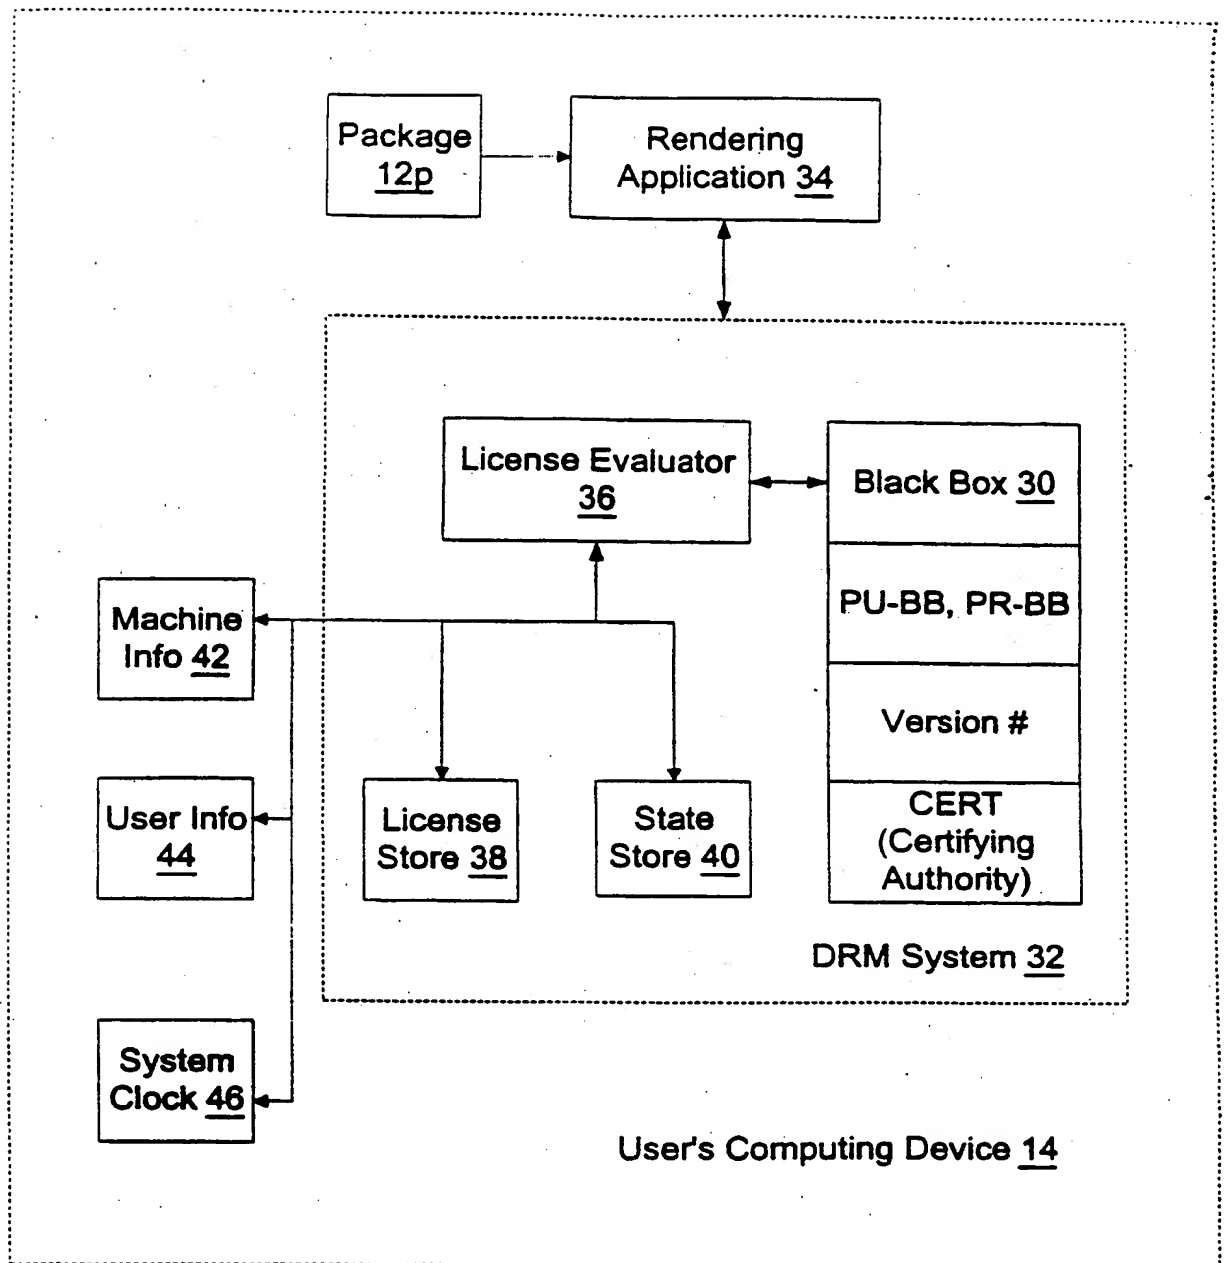 Package
12p
Rendering
Application 34
License Evaluator
36
Black Box 30
PU-BB, PR-BB
Version #
CERT
(Certifying
Authority)
Machine
Info 42
User Info
44
License
Store 38
State
Store 40
DRM System 32
System
Clock 46
User's Computing Device 14